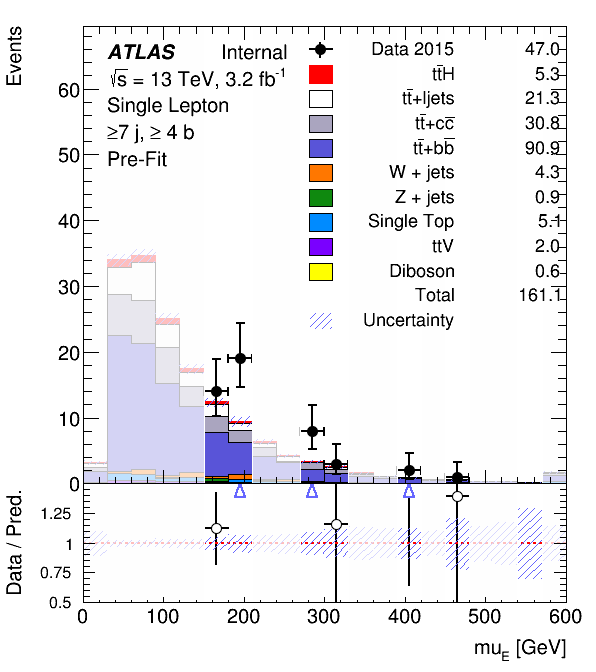 Events
ATLAS Internal
√s = 13 TeV, 3.2 fb⁻¹
Single Lepton
≥7 j, ≥ 4 b
Pre-Fit
Data 2015 47.0
tt̄H 5.3
tt̄+ljets 21.3
tt̄+cc̄ 30.8
tt̄+bb̄ 90.9
W + jets 4.3
Z + jets 0.9
Single Top 5.1
ttV 2.0
Diboson 0.6
Total 161.1
Uncertainty
60
50
40
30
20
10
0
Data / Pred.
1.25
1
0.75
0.5
0 100 200 300 400 500 600
mu_E [GeV]